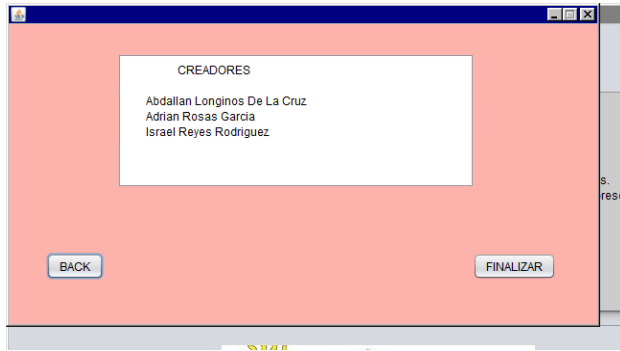 CREADORES
Abdallan Longinos De La Cruz
Adrian Rosas Garcia
Israel Reyes Rodriguez
s.
BACK
FINALIZAR